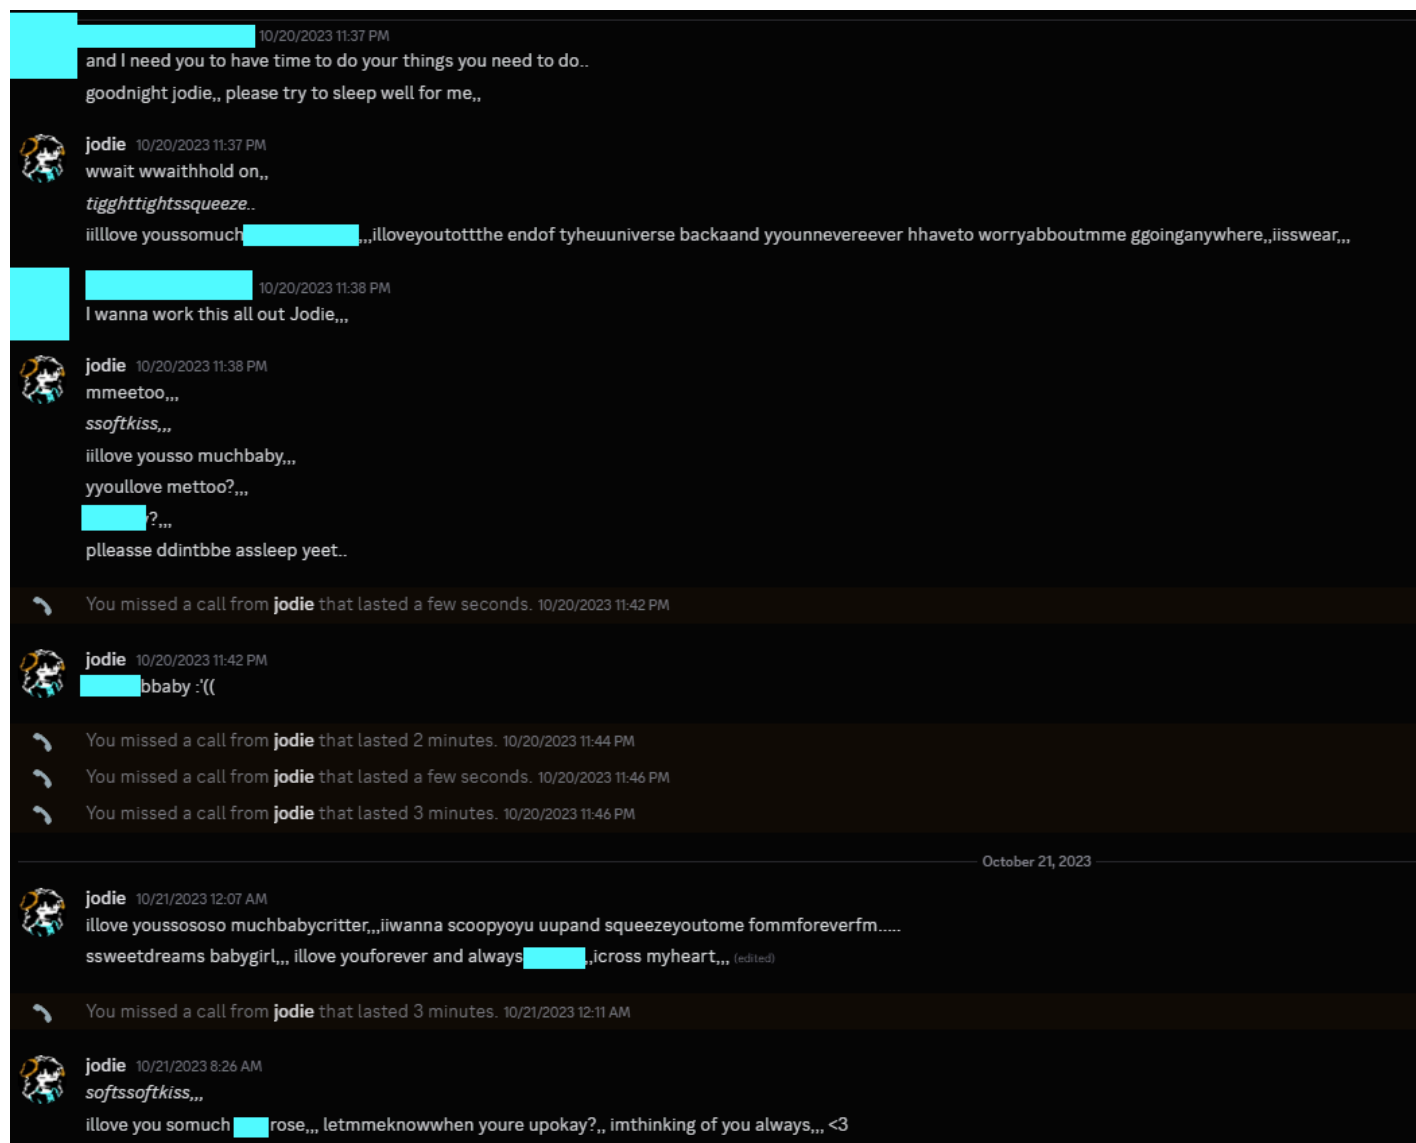 10/20/2023 11:37 PM
and I need you to have time to do your things you need to do..
goodnight jodie,, please try to sleep well for me,,
jodie 10/20/2023 11:37 PM
wwait wwaithhold on,,
tigghttightssqueeze..
iilllove youssomuch ,,,illoveyoutottthe endof tyheuuniverse backaand yyounnevereever hhaveto worryabboutmme ggoinganywhere,,iisswear,,,
10/20/2023 11:38 PM
I wanna work this all out Jodie,,,
jodie 10/20/2023 11:38 PM
mmeetoo,,,
ssoftkiss,,,
iillove yousso muchbaby,,,
yyoullove mettoo?,,,
?,,,
plleasse ddintbbe assleep yeet..
You missed a call from jodie that lasted a few seconds. 10/20/2023 11:42 PM
jodie 10/20/2023 11:42 PM
bbaby :'((
You missed a call from jodie that lasted 2 minutes. 10/20/2023 11:44 PM
You missed a call from jodie that lasted a few seconds. 10/20/2023 11:46 PM
You missed a call from jodie that lasted 3 minutes. 10/20/2023 11:46 PM
October 21, 2023
jodie 10/21/2023 12:07 AM
illove youssososo muchbabycritter,,,iiwanna scoopyoyu uupand squeezeyoutome fommforeverfm.....
ssweetdreams babygirl,,, illove youforever and always ,,icross myheart,,, (edited)
You missed a call from jodie that lasted 3 minutes. 10/21/2023 12:11 AM
jodie 10/21/2023 8:26 AM
softssoftkiss,,,
illove you somuch rose,,, letmmeknowwhen youre upokay?,, imthinking of you always,,, <3